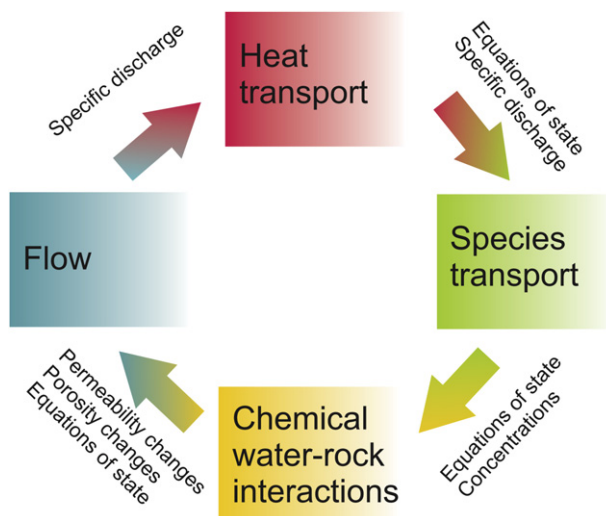 Specific discharge
Heat
transport
Equations of state
Specific discharge
Flow
Species
transport
Permeability changes
Porosity changes
Equations of state
Chemical
water-rock
interactions
Equations of state
Concentrations